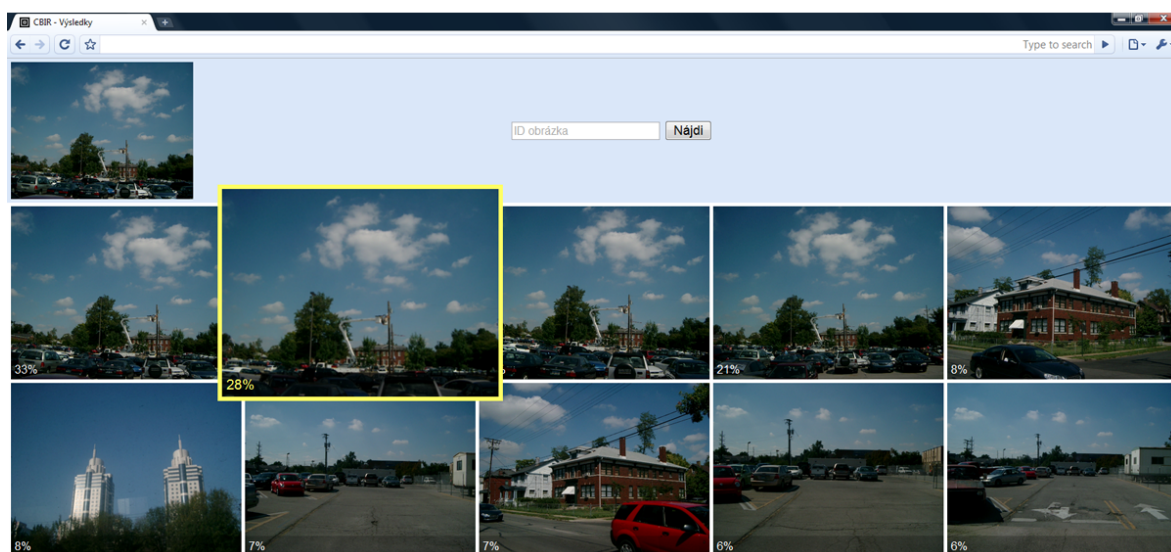 CBIR - Výsledky
Type to search
ID obrázka
Nájdi
33%
28%
21%
8%
8%
7%
7%
6%
6%